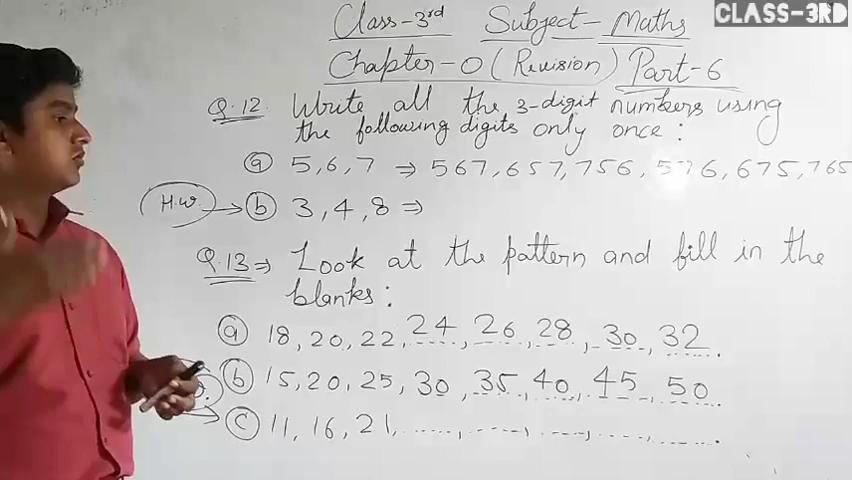 CLASS-3RD
Class-3rd Subject- Maths
Chapter-0 (Revision) Part-6
Q.12 Write all the 3-digit numbers using
the following digits only once :
(a) 5,6,7 ⇒ 567,657,756,576,675,765
H.W. → (b) 3,4,8 ⇒
Q.13 ⇒ Look at the pattern and fill in the
blanks :
(a) 18, 20, 22, 24, 26, 28, 30, 32.
(b) 15, 20, 25, 30, 35, 40, 45, 50.
(c) 11, 16, 21, ......, ......, ......, ......, ......